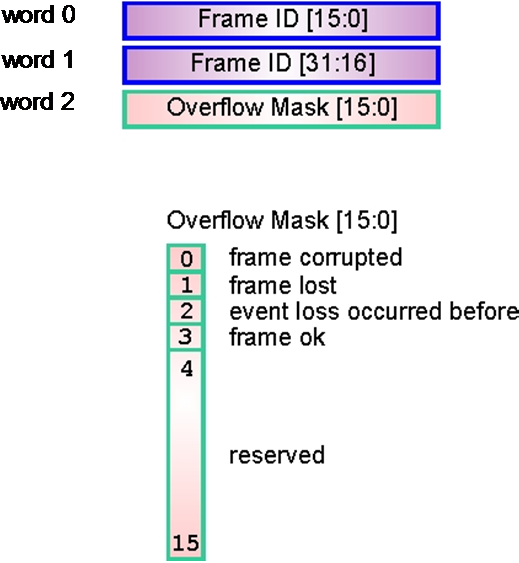 word 0 Frame ID [15:0]
word 1 Frame ID [31:16]
word 2 Overflow Mask [15:0]
Overflow Mask [15:0]
0 frame corrupted
1 frame lost
2 event loss occurred before
3 frame ok
4
reserved
15